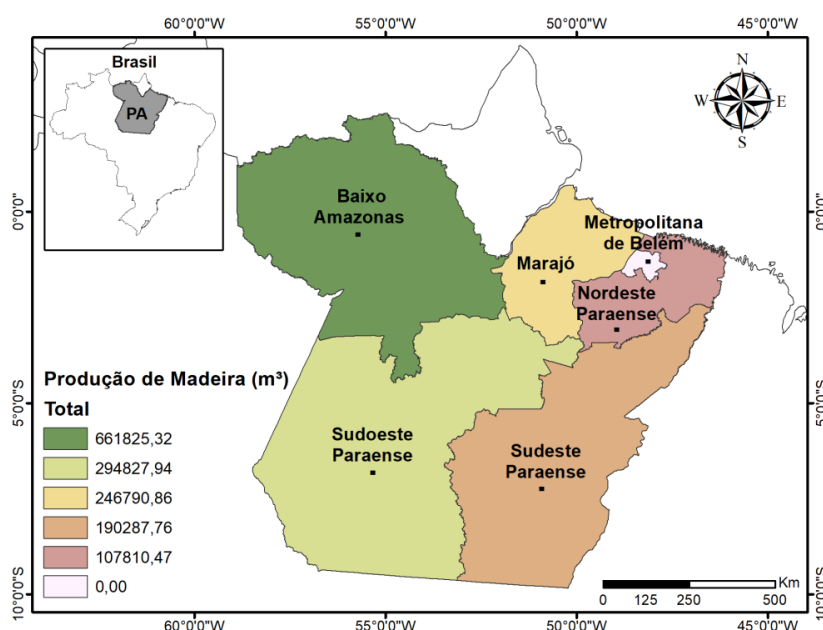 60°0'0"W 55°0'0"W 50°0'0"W 45°0'0"W
Brasil
PA
N
W E
S
0°0'0"
0°0'0"
Baixo
Amazonas
Metropolitana
de Belém
Marajó
Nordeste
Paraense
Produção de Madeira (m³)
Total
661825,32
294827,94
246790,86
190287,76
107810,47
0,00
5°0'0"S
5°0'0"S
Sudoeste
Paraense
Sudeste
Paraense
Km
0 125 250 500
10°0'0"S
10°0'0"S
60°0'0"W 55°0'0"W 50°0'0"W 45°0'0"W